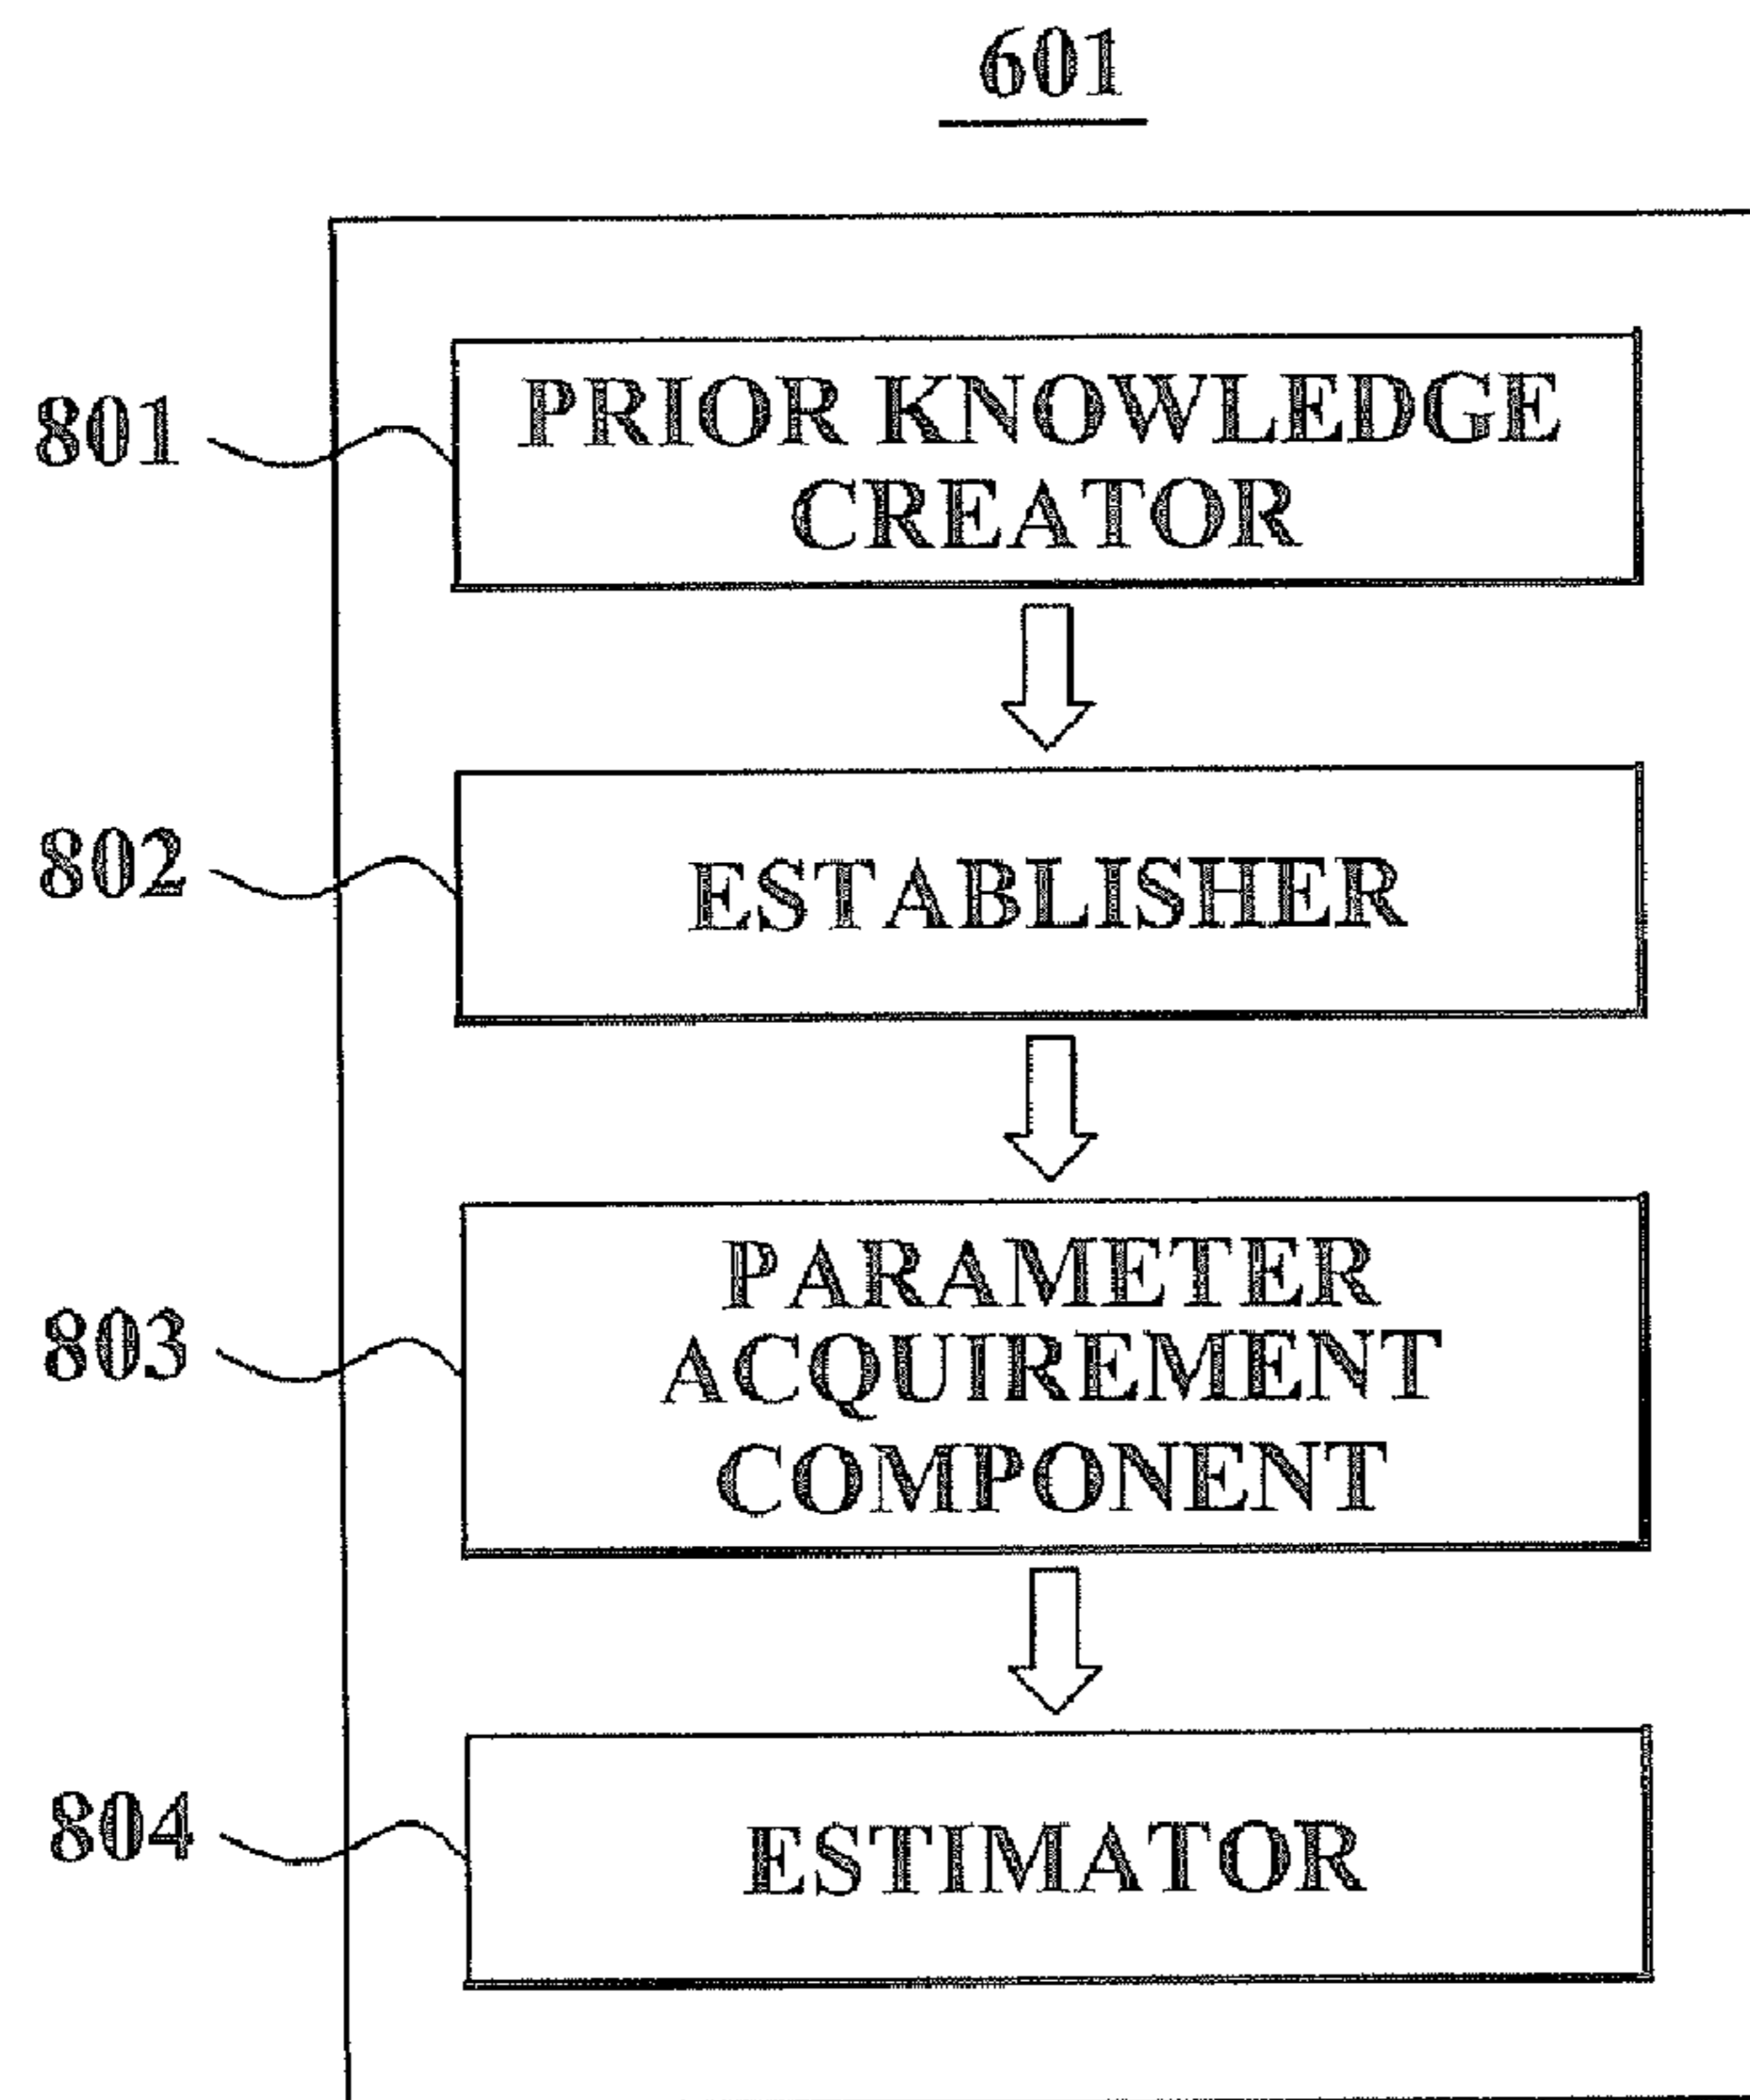 601
801
PRIOR KNOWLEDGE
CREATOR
802
ESTABLISHER
803
PARAMETER
ACQUIREMENT
COMPONENT
804
ESTIMATOR